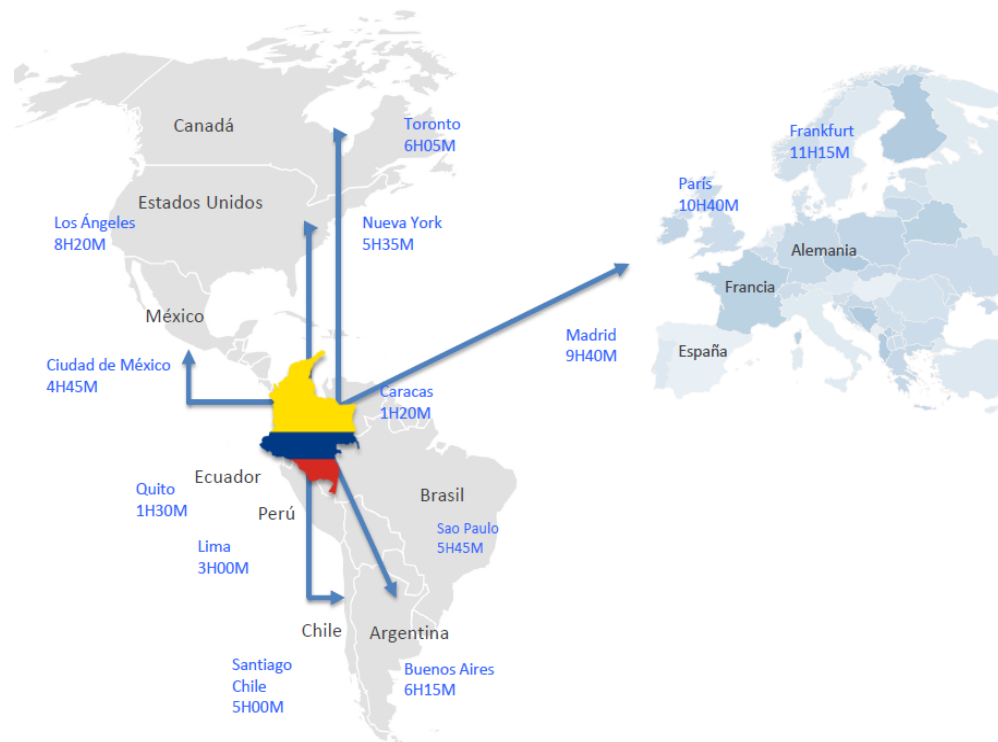 Canadá
Toronto
6H05M
Frankfurt
11H15M
París
10H40M
Estados Unidos
Los Ángeles
8H20M
Nueva York
5H35M
Alemania
Francia
México
Madrid
9H40M
España
Ciudad de México
4H45M
Caracas
1H20M
Ecuador
Quito
1H30M
Perú
Brasil
Sao Paulo
5H45M
Lima
3H00M
Chile
Argentina
Santiago
Chile
5H00M
Buenos Aires
6H15M